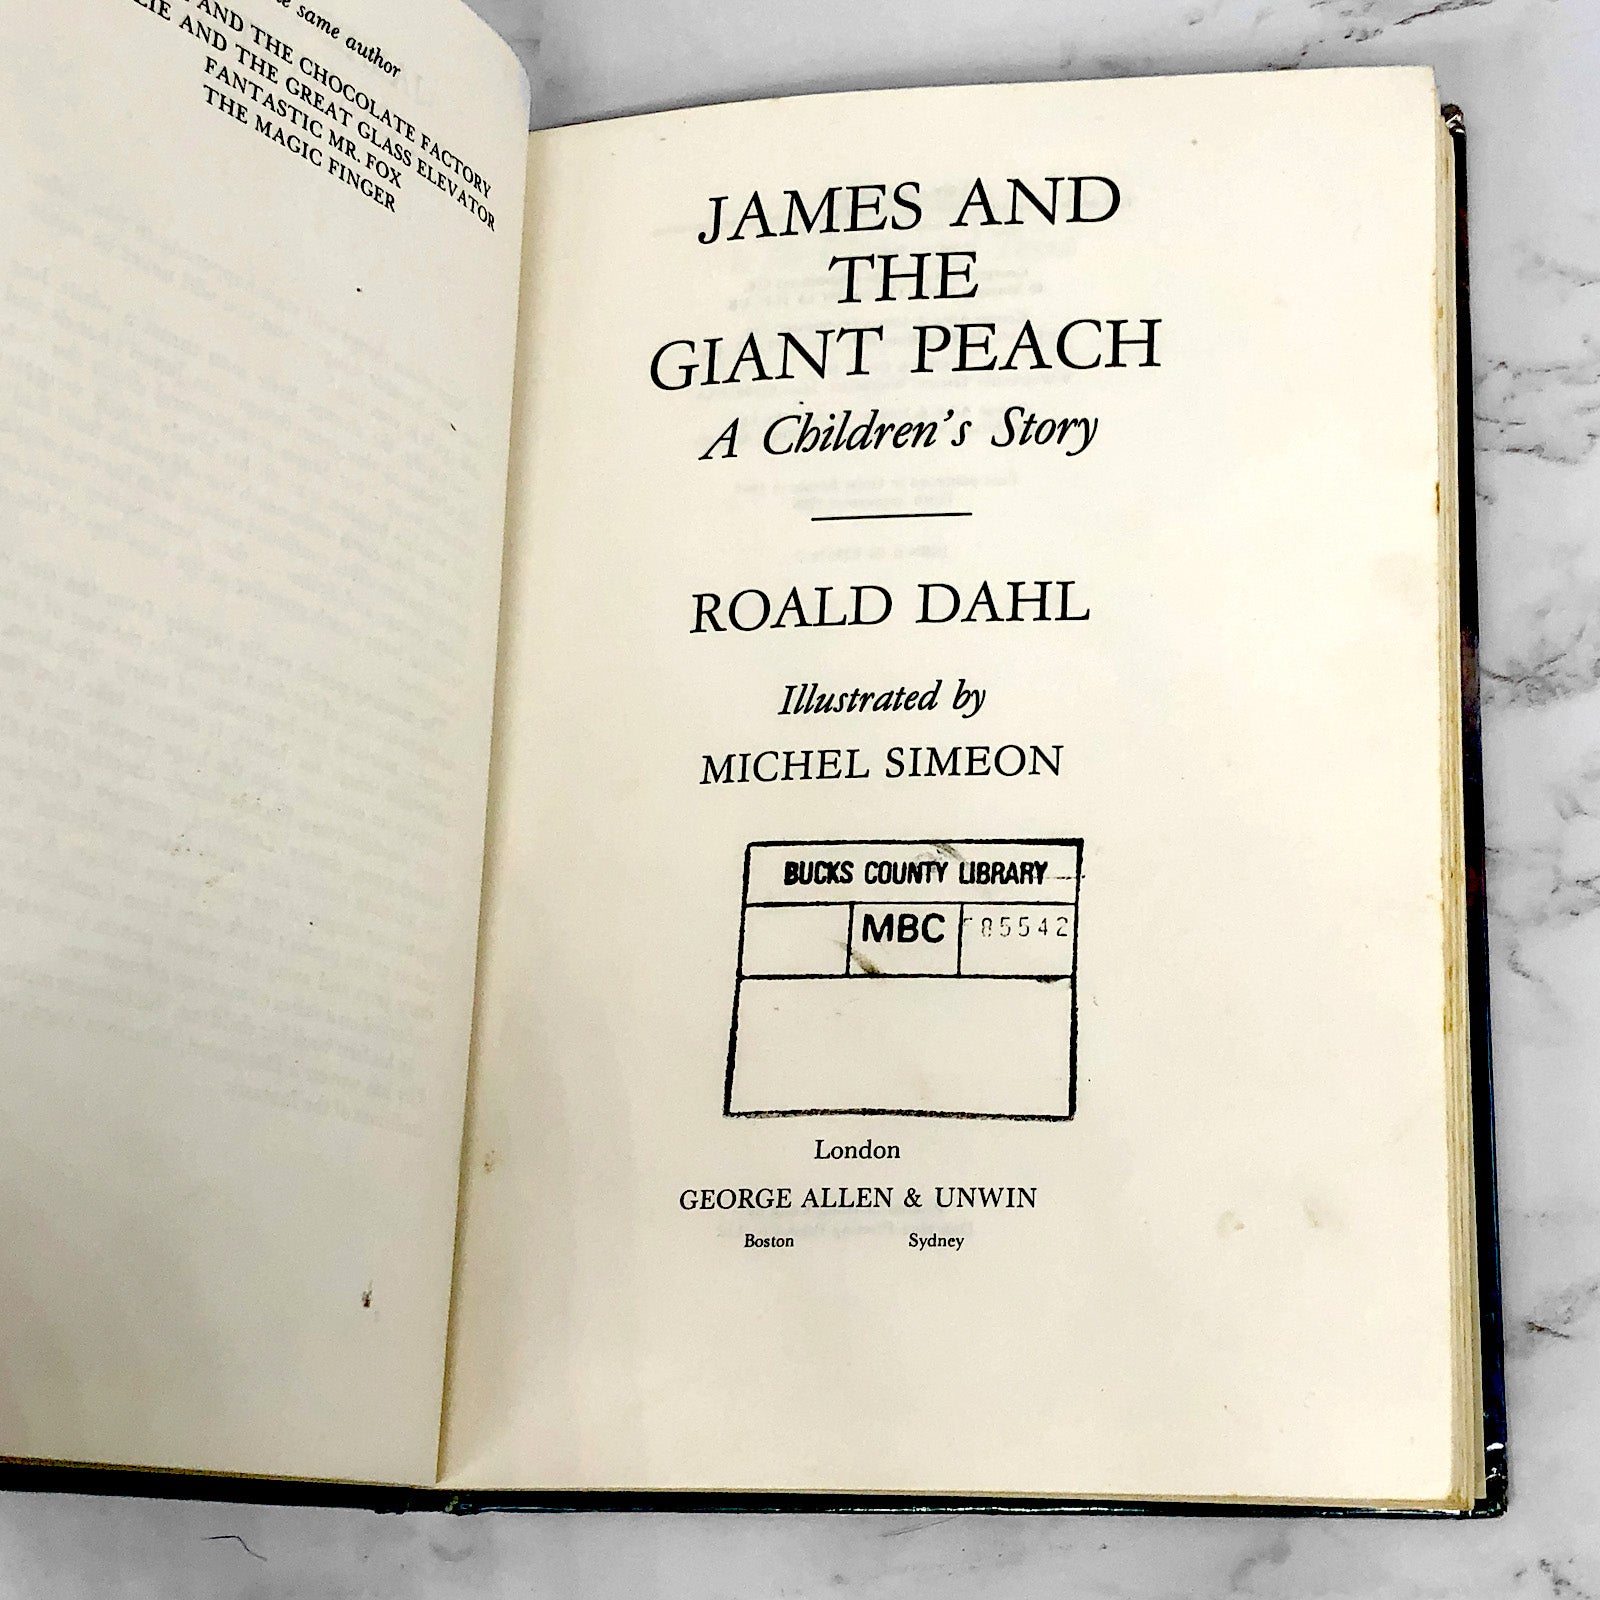 same author
AND THE CHOCOLATE FACTORY
AND THE GREAT GLASS ELEVATOR
FANTASTIC MR. FOX
THE MAGIC FINGER
JAMES AND
THE
GIANT PEACH
A Children's Story
ROALD DAHL
Illustrated by
MICHEL SIMEON
BUCKS COUNTY LIBRARY
MBC 85542
London
GEORGE ALLEN & UNWIN
Boston Sydney